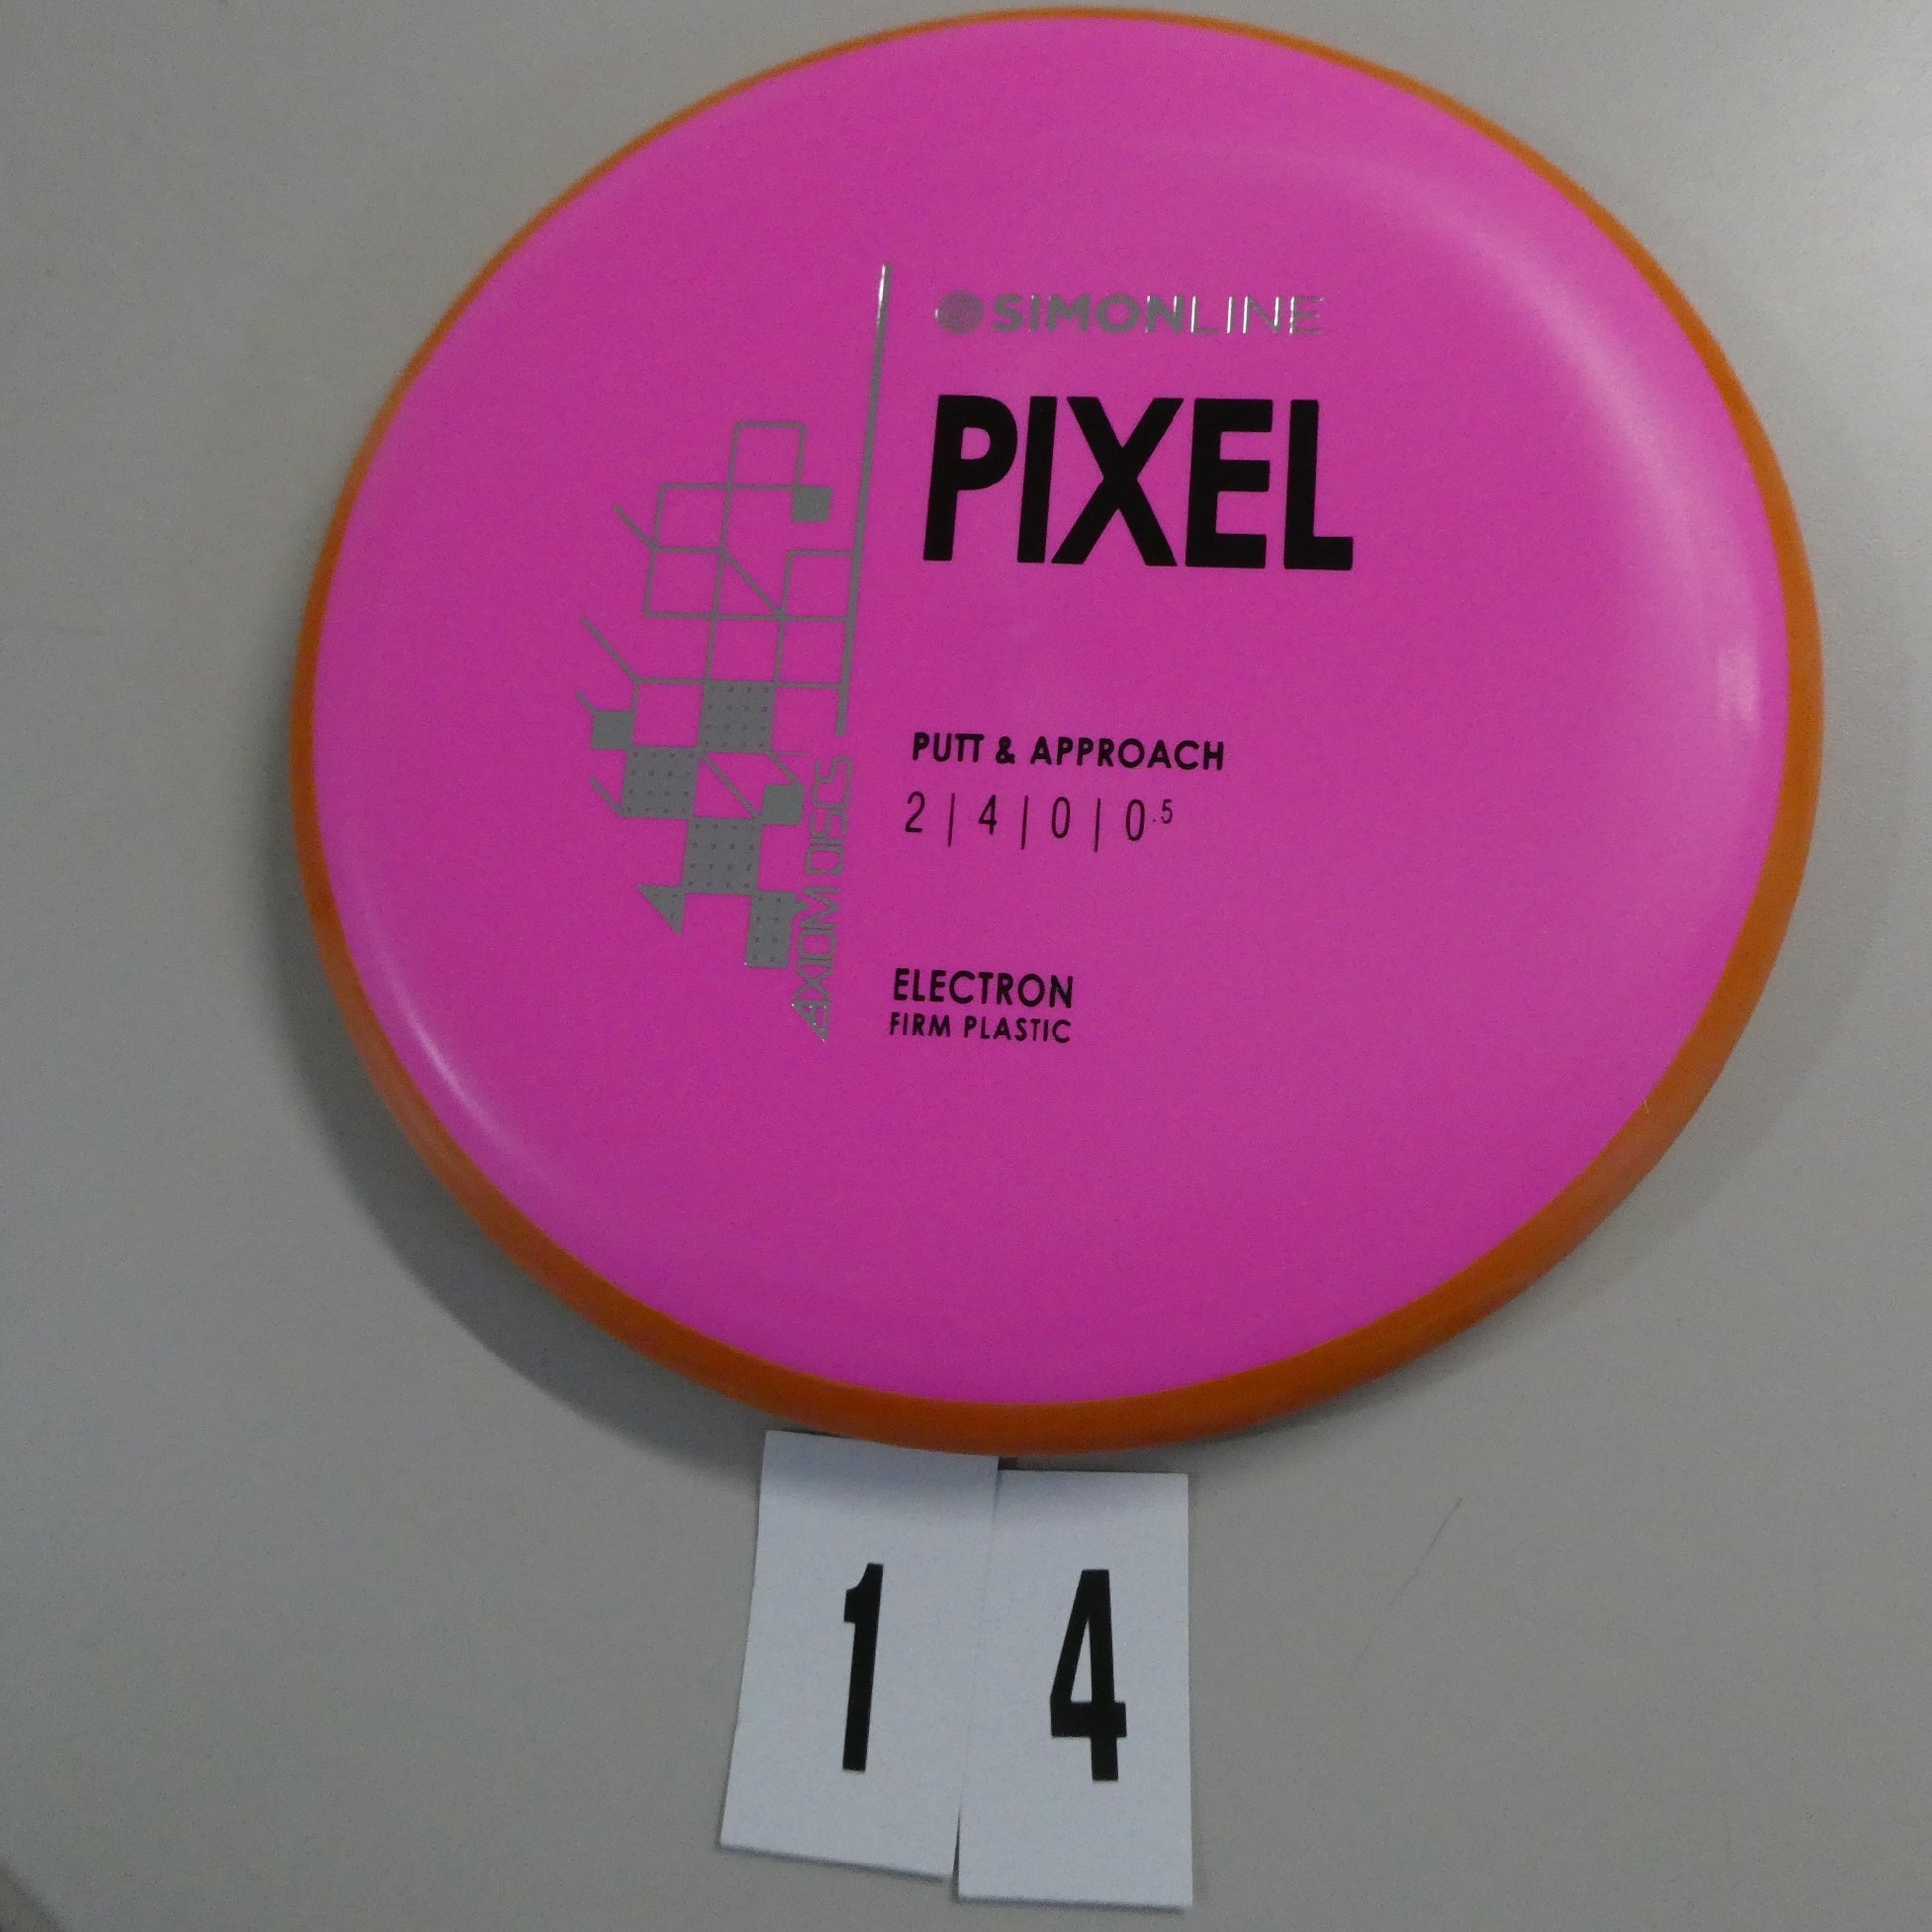 SiMONLINE
PIXEL
PUTT & APPROACH
2 | 4 | 0 | 0.5
AXIOM DISCS
ELECTRON
FIRM PLASTIC
1 4